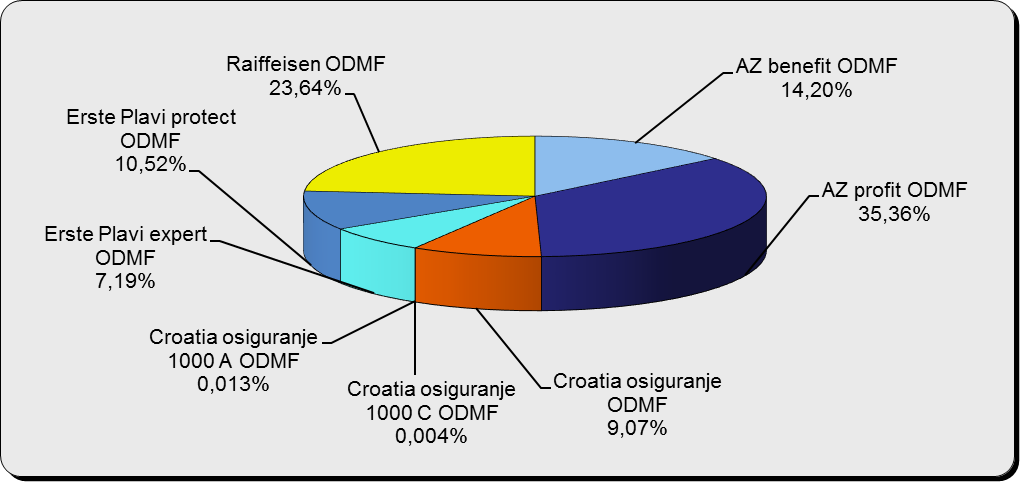 Raiffeisen ODMF
23,64%
AZ benefit ODMF
14,20%
Erste Plavi protect
ODMF
10,52%
AZ profit ODMF
35,36%
Erste Plavi expert
ODMF
7,19%
Croatia osiguranje
1000 A ODMF
0,013%
Croatia osiguranje
1000 C ODMF
0,004%
Croatia osiguranje
ODMF
9,07%